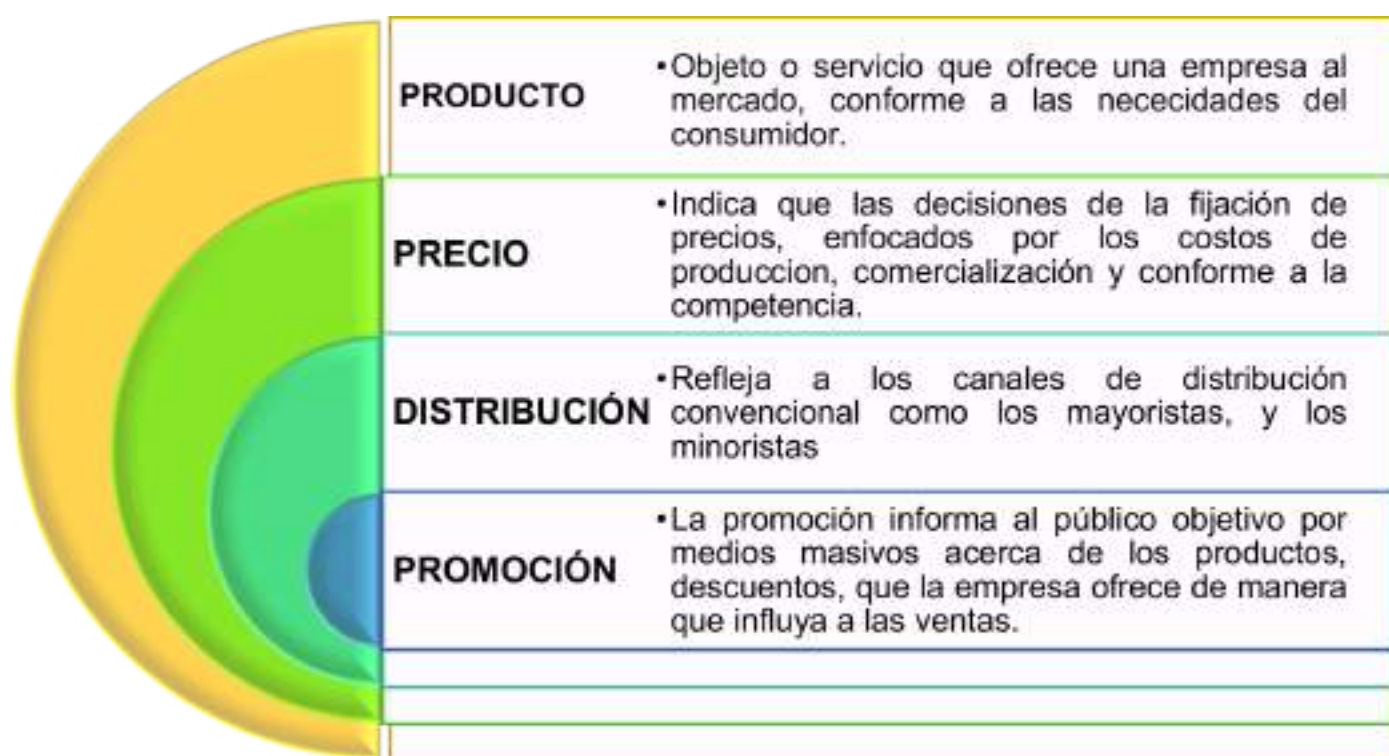 PRODUCTO
•Objeto o servicio que ofrece una empresa al
mercado, conforme a las nececidades del
consumidor.
PRECIO
•Indica que las decisiones de la fijación de
precios, enfocados por los costos de
produccion, comercialización y conforme a la
competencia.
DISTRIBUCIÓN
•Refleja a los canales de distribución
convencional como los mayoristas, y los
minoristas
PROMOCIÓN
•La promoción informa al público objetivo por
medios masivos acerca de los productos,
descuentos, que la empresa ofrece de manera
que influya a las ventas.